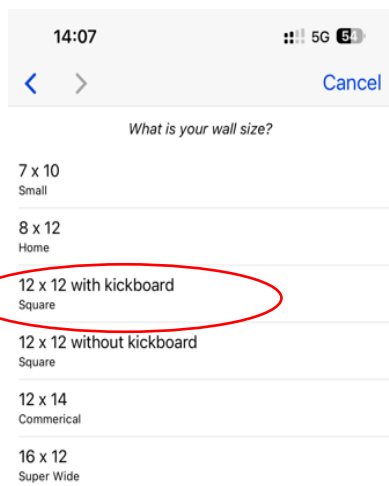 14:07
5G 54
Cancel
What is your wall size?
7 x 10
Small
8 x 12
Home
12 x 12 with kickboard
Square
12 x 12 without kickboard
Square
12 x 14
Commerical
16 x 12
Super Wide